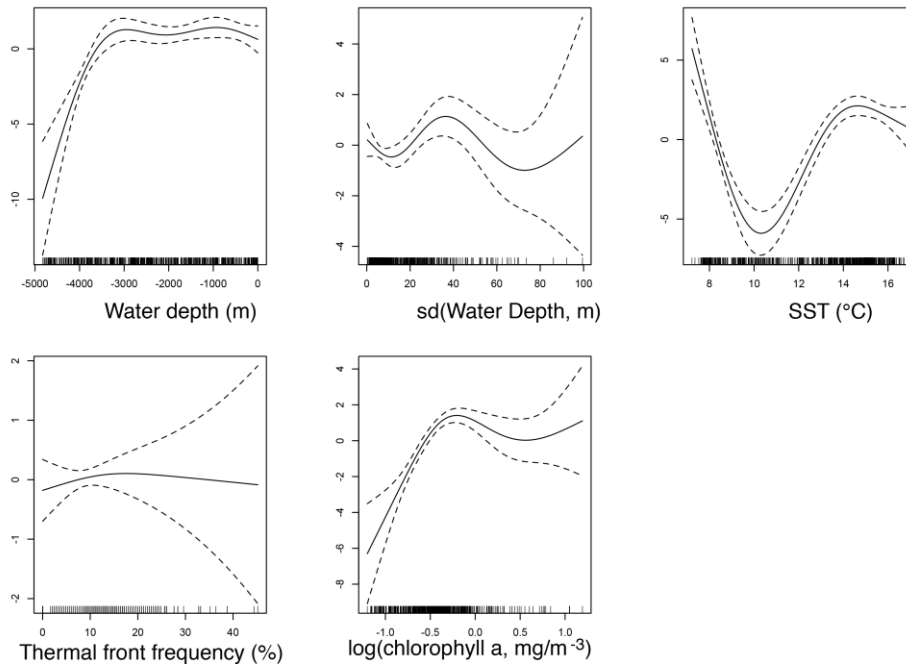 0
-5
-10
-5000 -4000 -3000 -2000 -1000 0
Water depth (m)
4
2
0
-2
-4
0 20 40 60 80 100
sd(Water Depth, m)
5
0
-5
8 10 12 14 16
SST (°C)
2
1
0
-1
-2
0 10 20 30 40
Thermal front frequency (%)
4
2
0
-2
-4
-6
-8
-1.0 -0.5 0.0 0.5 1.0
log(chlorophyll a, mg/m⁻³)